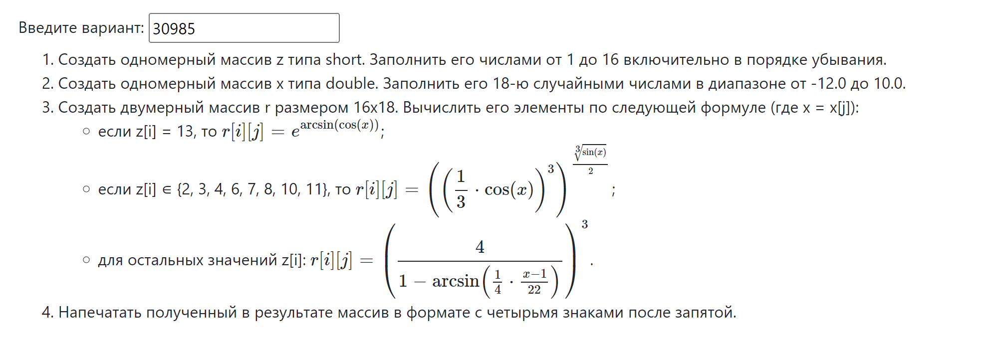 Введите вариант: 30985
1. Создать одномерный массив z типа short. Заполнить его числами от 1 до 16 включительно в порядке убывания.
2. Создать одномерный массив x типа double. Заполнить его 18-ю случайными числами в диапазоне от -12.0 до 10.0.
3. Создать двумерный массив r размером 16x18. Вычислить его элементы по следующей формуле (где x = x[j]):
○ если z[i] = 13, то r[i][j] = e^{arcsin(cos(x))};
○ если z[i] ∈ {2, 3, 4, 6, 7, 8, 10, 11}, то r[i][j] = \left(\left(\frac{1}{3} \cdot \cos(x)\right)^3\right)^{\frac{\sqrt[3]{\sin(x)}}{2}};
○ для остальных значений z[i]: r[i][j] = \left(\frac{4}{1 - \arcsin\left(\frac{1}{4} \cdot \frac{x-1}{22}\right)}\right)^3.
4. Напечатать полученный в результате массив в формате с четырьмя знаками после запятой.